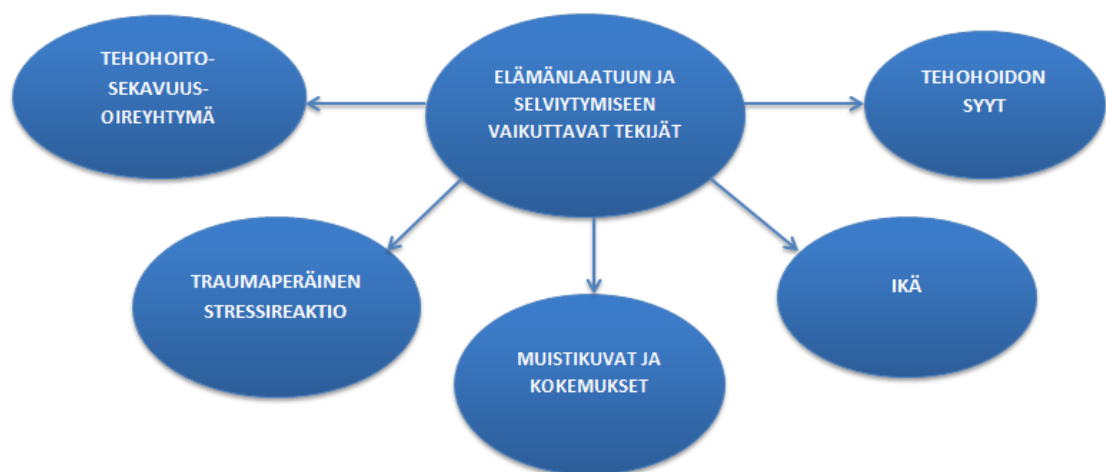 TEHOHOITO-
SEKAVUUS-
OIREYHTYMÄ
ELÄMÄNLAATUUN JA
SELVIYTYMISEEN
VAIKUTTAVAT TEKIJÄT
TEHOHOIDON
SYYT
TRAUMAPERÄINEN
STRESSIREAKTIO
MUISTIKUVAT JA
KOKEMUKSET
IKÄ